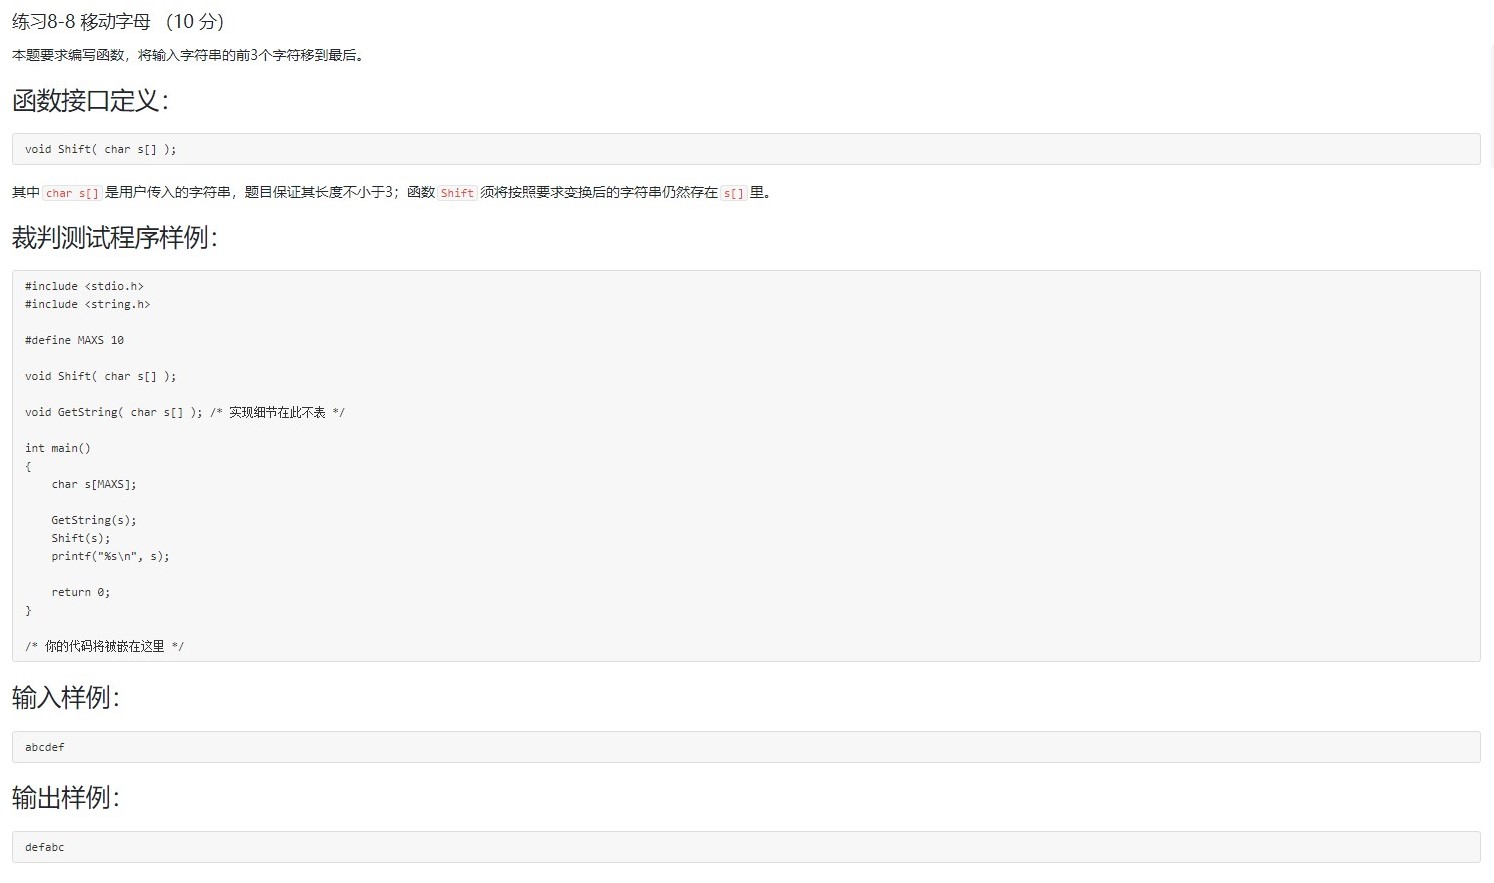 练习8-8 移动字母 （10 分）
本题要求编写函数，将输入字符串的前3个字符移到最后。
函数接口定义：
void Shift( char s[] );
其中 char s[] 是用户传入的字符串，题目保证其长度不小于3；函数 Shift 须将按照要求变换后的字符串仍然存在 s[] 里。
裁判测试程序样例：
#include <stdio.h>
#include <string.h>
#define MAXS 10
void Shift( char s[] );
void GetString( char s[] ); /* 实现细节在此不表 */
int main()
{
    char s[MAXS];
    GetString(s);
    Shift(s);
    printf("%s\n", s);
    return 0;
}
/* 你的代码将被嵌在这里 */
输入样例：
abcdef
输出样例：
defabc